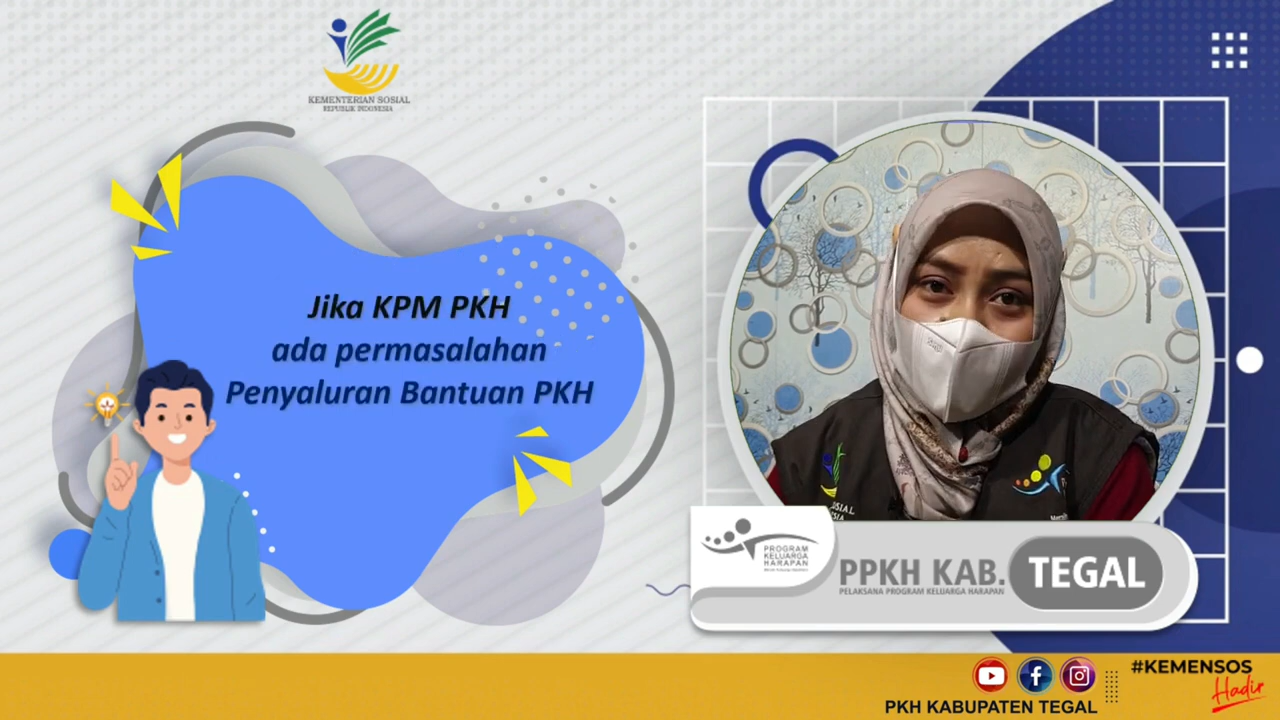 KEMENTERIAN SOSIAL
REPUBLIK INDONESIA
Jika KPM PKH
ada permasalahan
Penyaluran Bantuan PKH
PROGRAM
KELUARGA
HARAPAN
PPKH KAB.
PELAKSANA PROGRAM KELUARGA HARAPAN
TEGAL
PKH KABUPATEN TEGAL
#KEMENSOS
Hadir